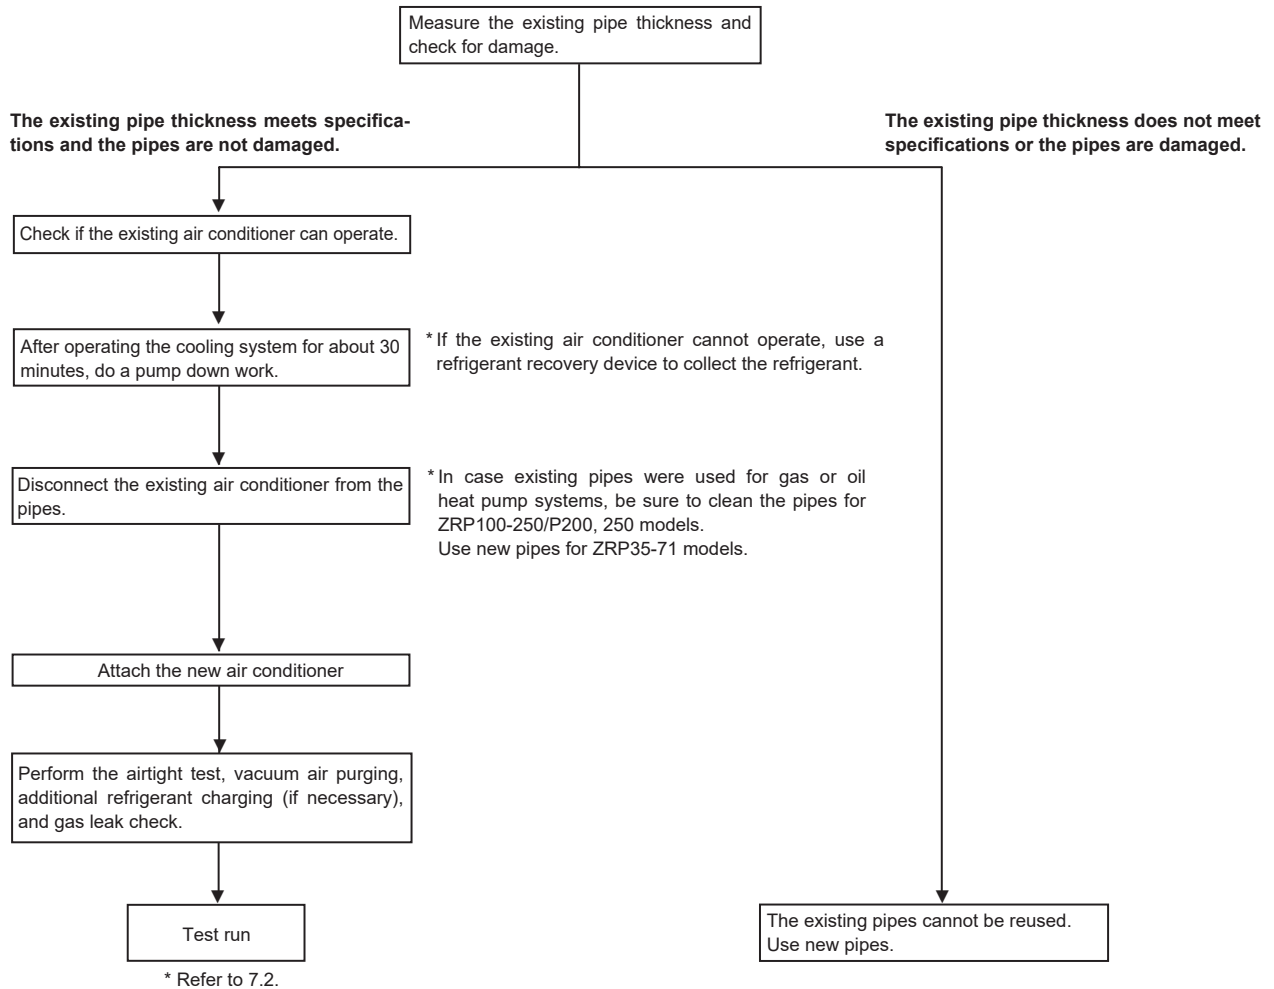 Measure the existing pipe thickness and
check for damage.
The existing pipe thickness meets specifica-
tions and the pipes are not damaged.
The existing pipe thickness does not meet
specifications or the pipes are damaged.
Check if the existing air conditioner can operate.
After operating the cooling system for about 30
minutes, do a pump down work.
* If the existing air conditioner cannot operate, use a
refrigerant recovery device to collect the refrigerant.
Disconnect the existing air conditioner from the
pipes.
* In case existing pipes were used for gas or oil
heat pump systems, be sure to clean the pipes for
ZRP100-250/P200, 250 models.
Use new pipes for ZRP35-71 models.
Attach the new air conditioner
Perform the airtight test, vacuum air purging,
additional refrigerant charging (if necessary),
and gas leak check.
Test run
* Refer to 7.2.
The existing pipes cannot be reused.
Use new pipes.